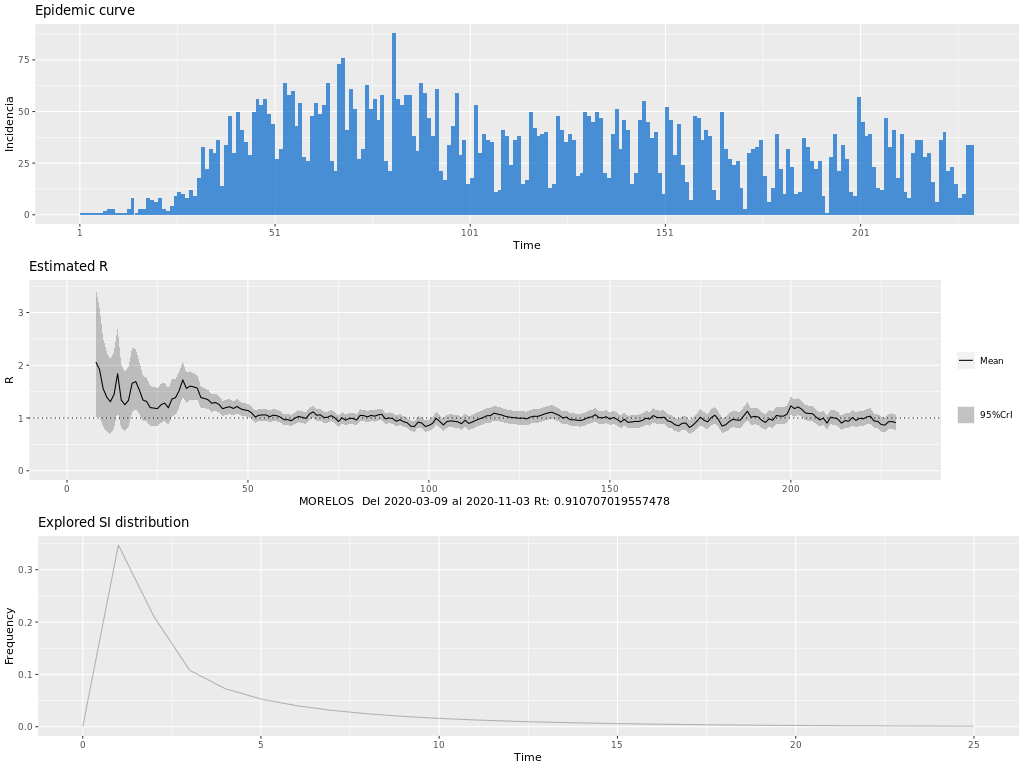 Epidemic curve
75
50
25
0
Incidencia
1 51 101 151 201
Time
Estimated R
3
2
1
0
R
Mean
95%CrI
0 50 100 150 200
MORELOS Del 2020-03-09 al 2020-11-03 Rt: 0.910707019557478
Explored SI distribution
0.3
0.2
0.1
0.0
Frequency
0 5 10 15 20 25
Time